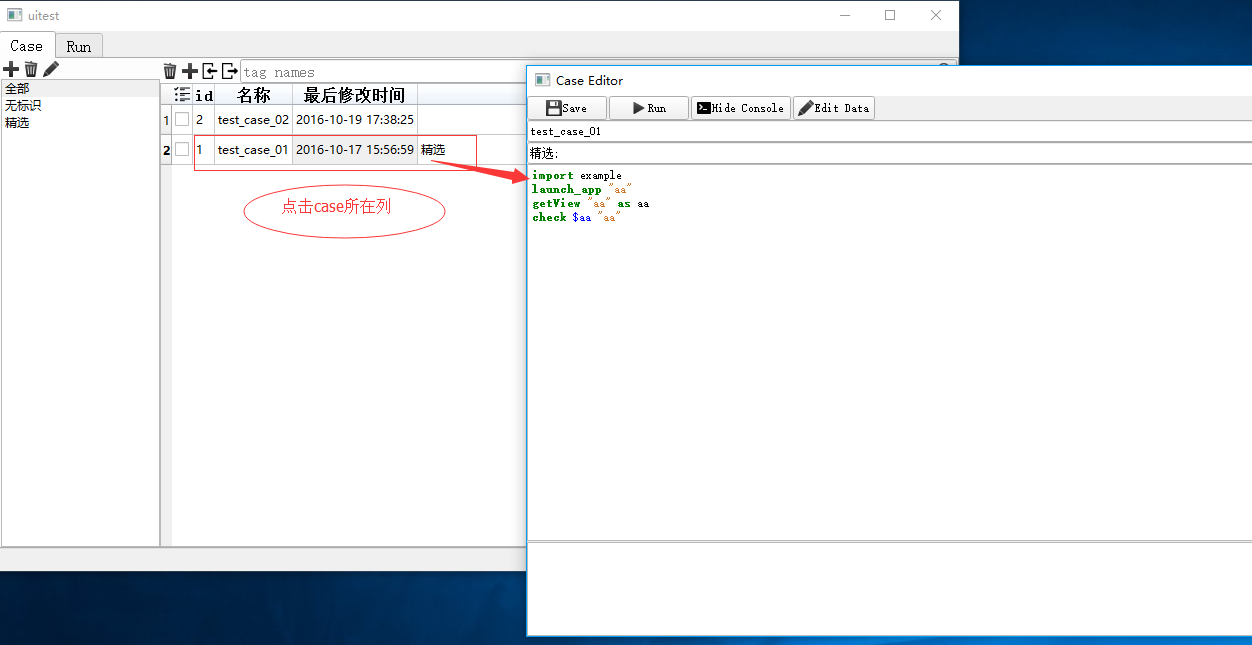 uitest
Case Run
tag names
全部
无标识
精选
id 名称 最后修改时间
1 2 test_case_02 2016-10-19 17:38:25
2 1 test_case_01 2016-10-17 15:56:59 精选
点击case所在列
Case Editor
Save Run Hide Console Edit Data
test_case_01
精选;
import example
launch_app "aa"
getView "aa" as aa
check $aa "aa"